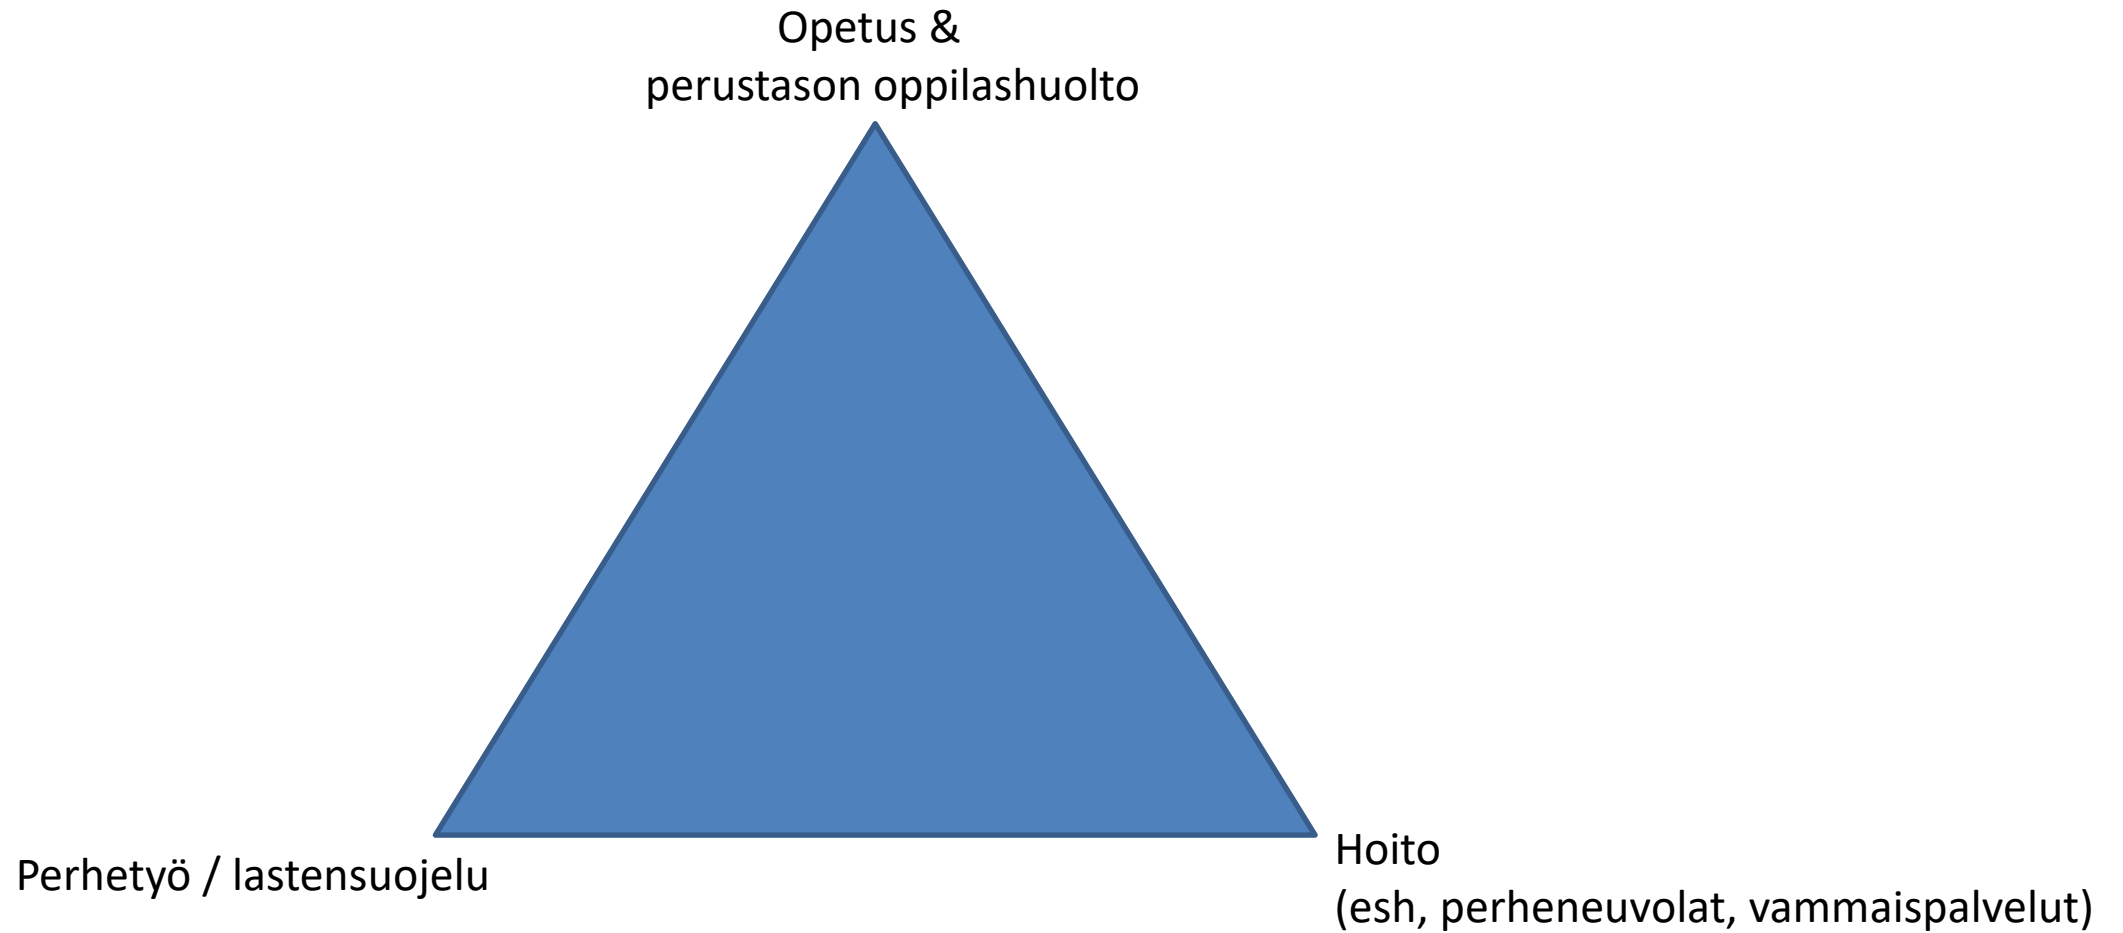 Opetus &
perustason oppilashuolto
Perhetyö / lastensuojelu
Hoito
(esh, perheneuvolat, vammaispalvelut)